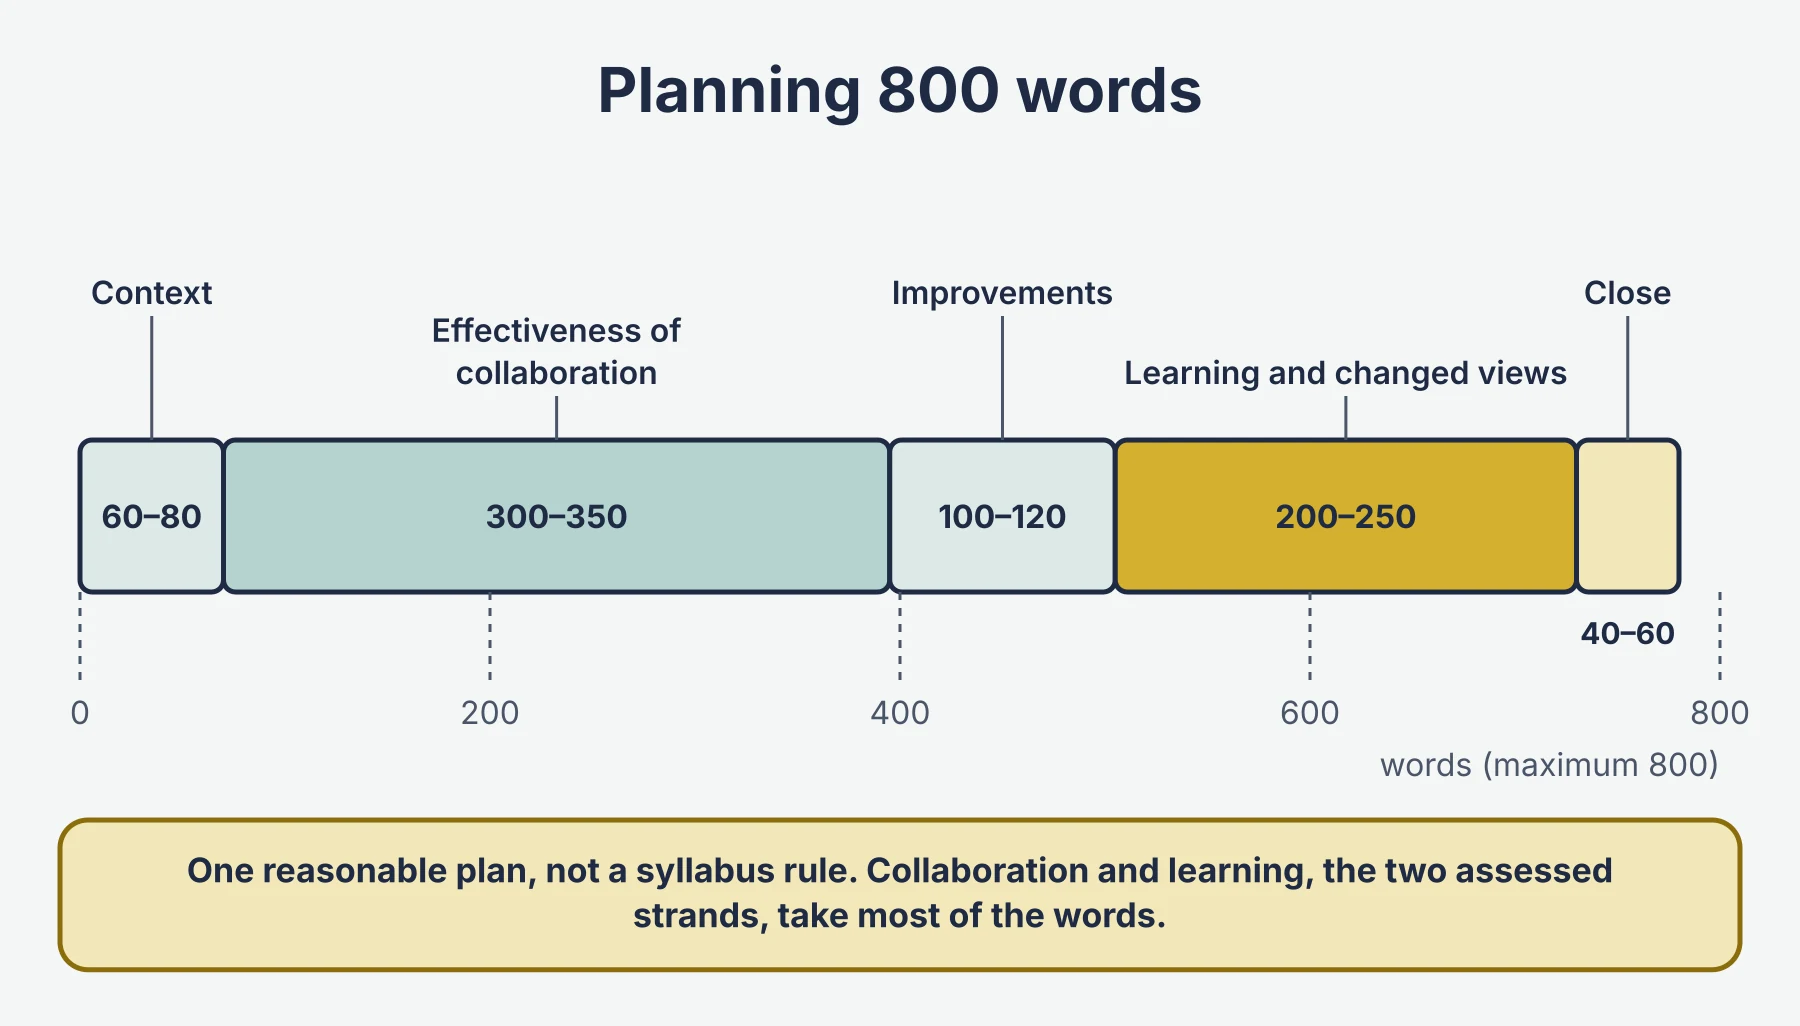 Planning 800 words
Context
Effectiveness of
collaboration
Improvements
Learning and changed views
Close
60–80
300–350
100–120
200–250
40–60
0
200
400
600
800
words (maximum 800)
One reasonable plan, not a syllabus rule. Collaboration and learning, the two assessed
strands, take most of the words.